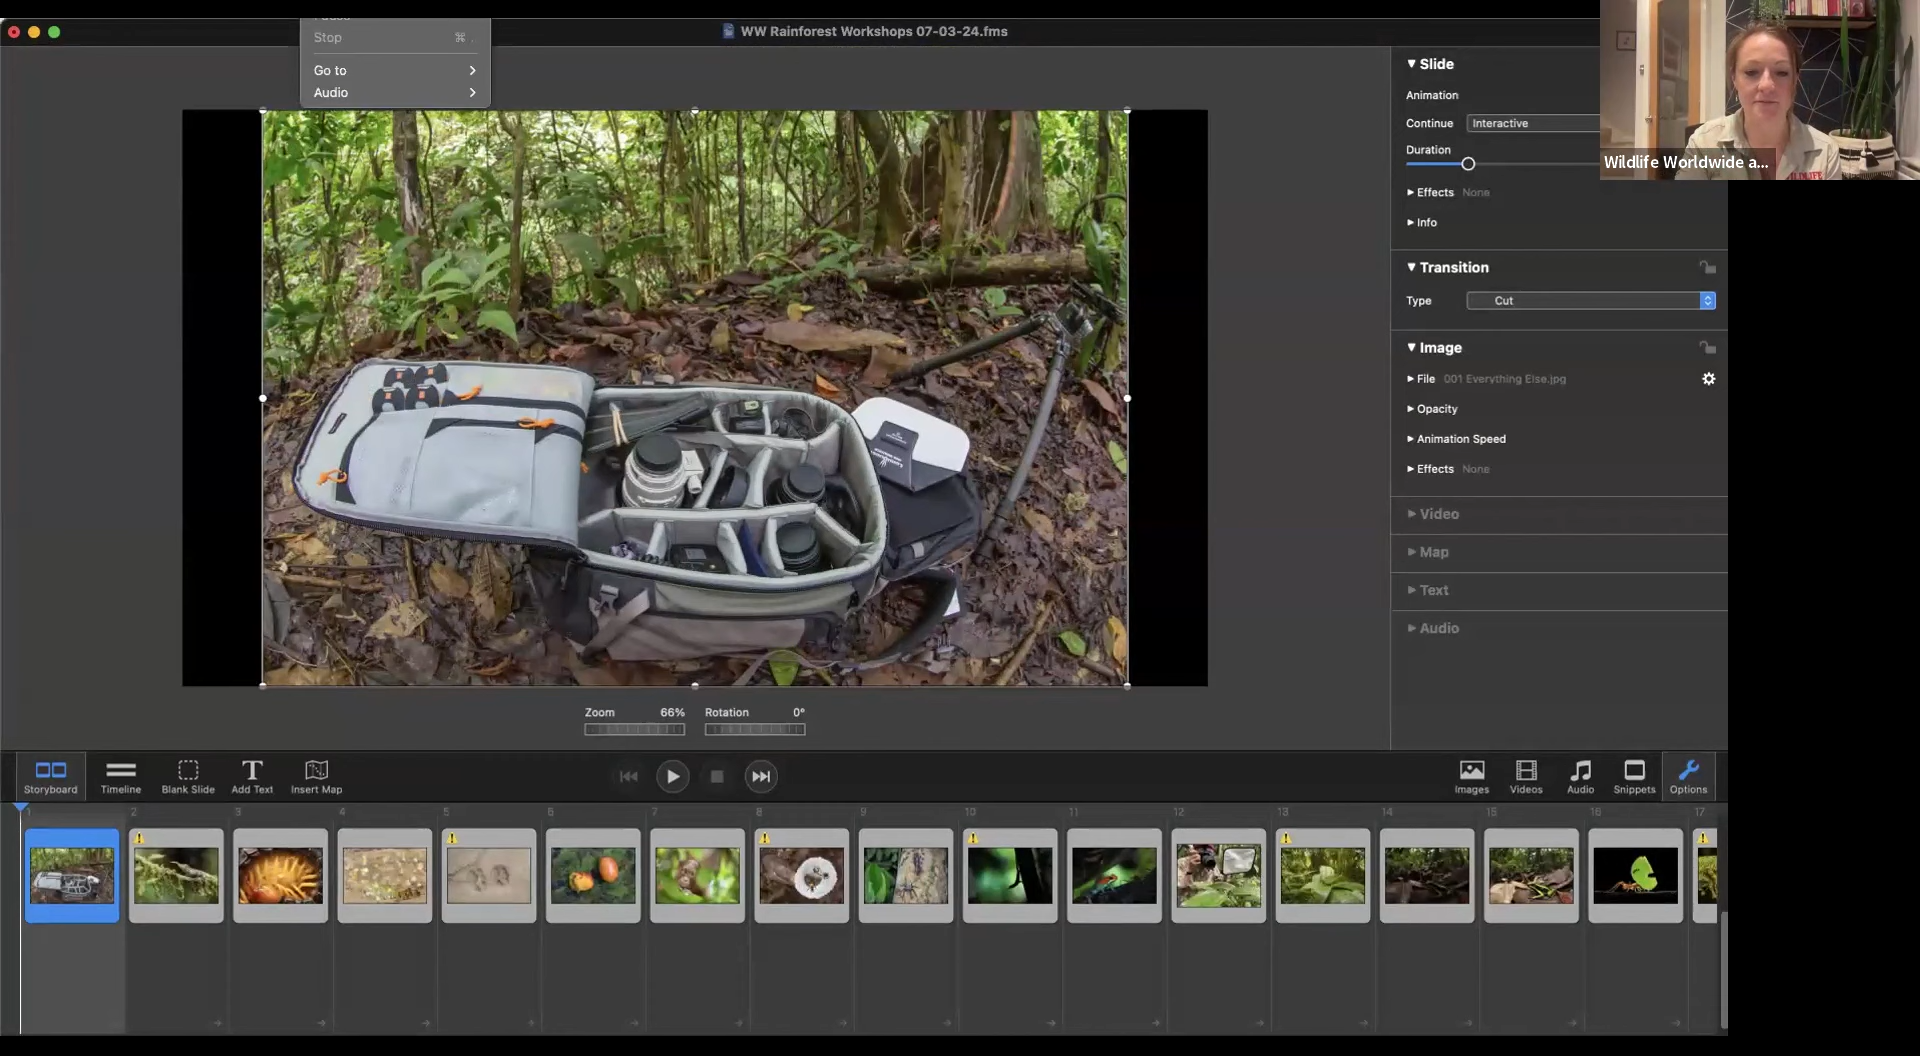 Stop ⌘ .
Go to
Audio
WW Rainforest Workshops 07-03-24.fms
Slide
Animation
Continue Interactive
Duration
Effects None
Info
Transition
Type Cut
Image
File 001 Everything Else.jpg
Opacity
Animation Speed
Effects None
Video
Map
Text
Audio
Wildlife Worldwide a...
Zoom 66% Rotation 0°
Storyboard Timeline Blank Slide Add Text Insert Map
Images Videos Audio Snippets Options
1 2 3 4 5 6 7 8 9 10 11 12 13 14 15 16 17